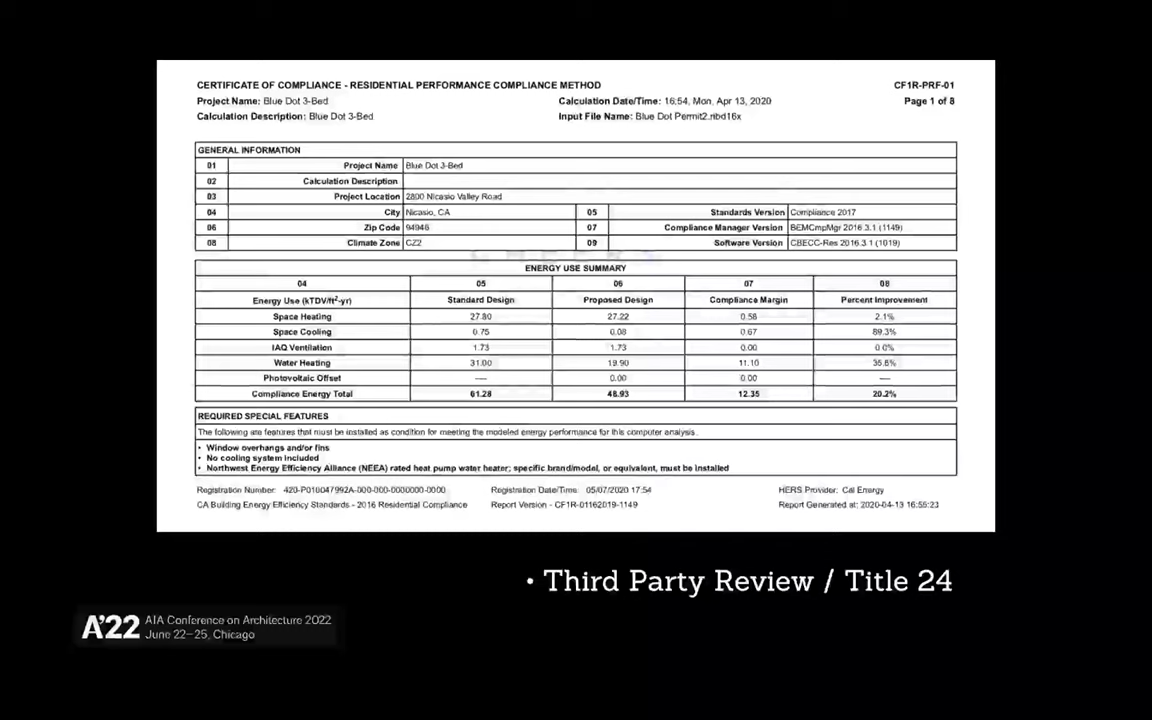 CERTIFICATE OF COMPLIANCE - RESIDENTIAL PERFORMANCE COMPLIANCE METHOD CF1R-PRF-01
Project Name: Blue Dot 3-Bed Calculation Date/Time: 16:54, Mon, Apr 13, 2020 Page 1 of 8
Calculation Description: Blue Dot 3-Bed Input File Name: Blue Dot Permit2.ribd16x
GENERAL INFORMATION
01 Project Name Blue Dot 3-Bed
02 Calculation Description
03 Project Location 2800 Nicasio Valley Road
04 City Nicasio, CA 05 Standards Version Compliance 2017
06 Zip Code 94946 07 Compliance Manager Version BEMCmpMgr 2016.3.1 (1149)
08 Climate Zone CZ2 09 Software Version CBECC-Res 2016.3.1 (1019)
CHEERS
ENERGY USE SUMMARY
04 05 06 07 08
Energy Use (kTDV/ft²-yr) Standard Design Proposed Design Compliance Margin Percent Improvement
Space Heating 27.80 27.22 0.58 2.1%
Space Cooling 0.75 0.08 0.67 89.3%
IAQ Ventilation 1.73 1.73 0.00 0.0%
Water Heating 31.00 19.90 11.10 35.8%
Photovoltaic Offset ---- 0.00 0.00 ----
Compliance Energy Total 61.28 48.93 12.35 20.2%
REQUIRED SPECIAL FEATURES
The following are features that must be installed as condition for meeting the modeled energy performance for this computer analysis.
• Window overhangs and/or fins
• No cooling system included
• Northwest Energy Efficiency Alliance (NEEA) rated heat pump water heater; specific brand/model, or equivalent, must be installed
Registration Number: 420-P010047992A-000-000-0000000-0000 Registration Date/Time: 05/07/2020 17:54 HERS Provider: Cal Energy
CA Building Energy Efficiency Standards - 2016 Residential Compliance Report Version - CF1R-01162019-1149 Report Generated at: 2020-04-13 16:55:23
• Third Party Review / Title 24
A'22 AIA Conference on Architecture 2022
June 22–25, Chicago